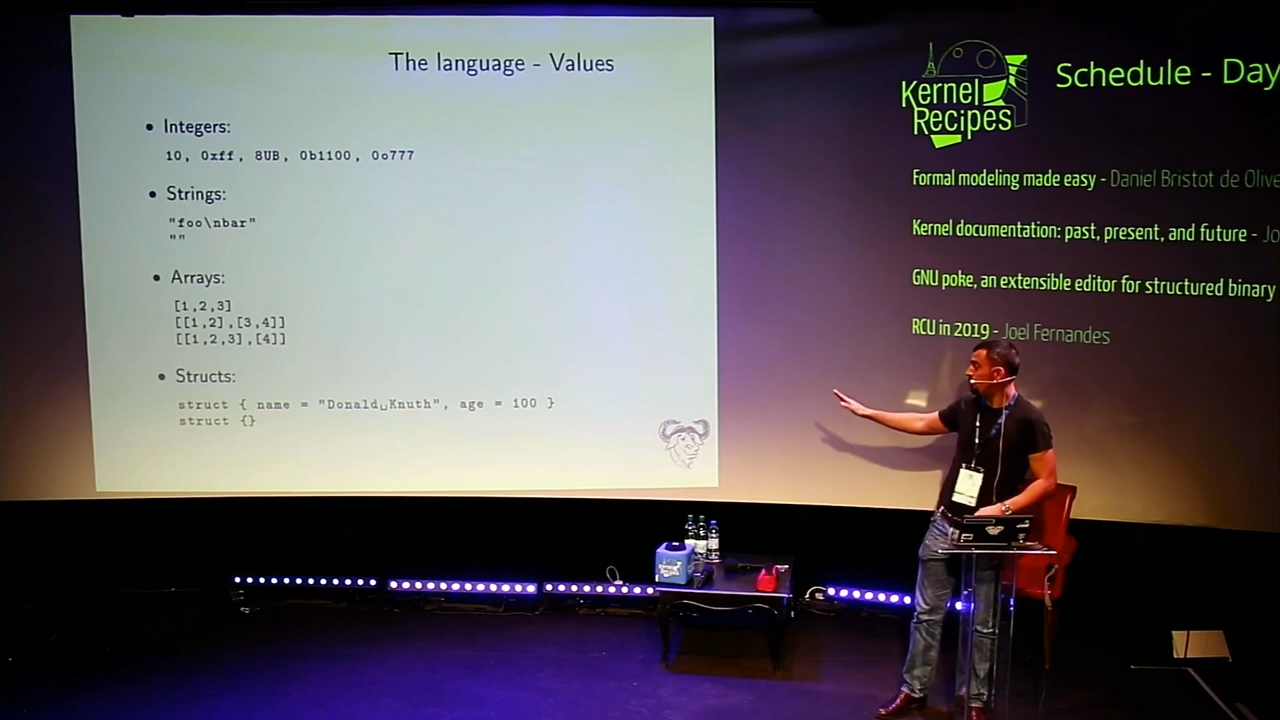 The language - Values
• Integers:
10, 0xff, 8UB, 0b1100, 0o777
• Strings:
"foo\nbar"
""
• Arrays:
[1,2,3]
[[1,2],[3,4]]
[[1,2,3],[4]]
• Structs:
struct { name = "Donald␣Knuth", age = 100 }
struct {}
Kernel
Recipes
Schedule - Day
Formal modeling made easy - Daniel Bristot de Olive
Kernel documentation: past, present, and future - Jo
GNU poke, an extensible editor for structured binary
RCU in 2019 - Joel Fernandes